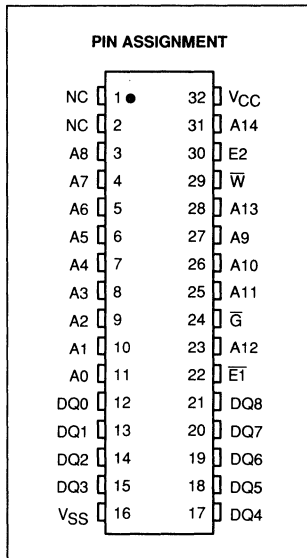 PIN ASSIGNMENT
NC 1 32 VCC
NC 2 31 A14
A8 3 30 E2
A7 4 29 W̅
A6 5 28 A13
A5 6 27 A9
A4 7 26 A10
A3 8 25 A11
A2 9 24 G̅
A1 10 23 A12
A0 11 22 E̅1̅
DQ0 12 21 DQ8
DQ1 13 20 DQ7
DQ2 14 19 DQ6
DQ3 15 18 DQ5
VSS 16 17 DQ4